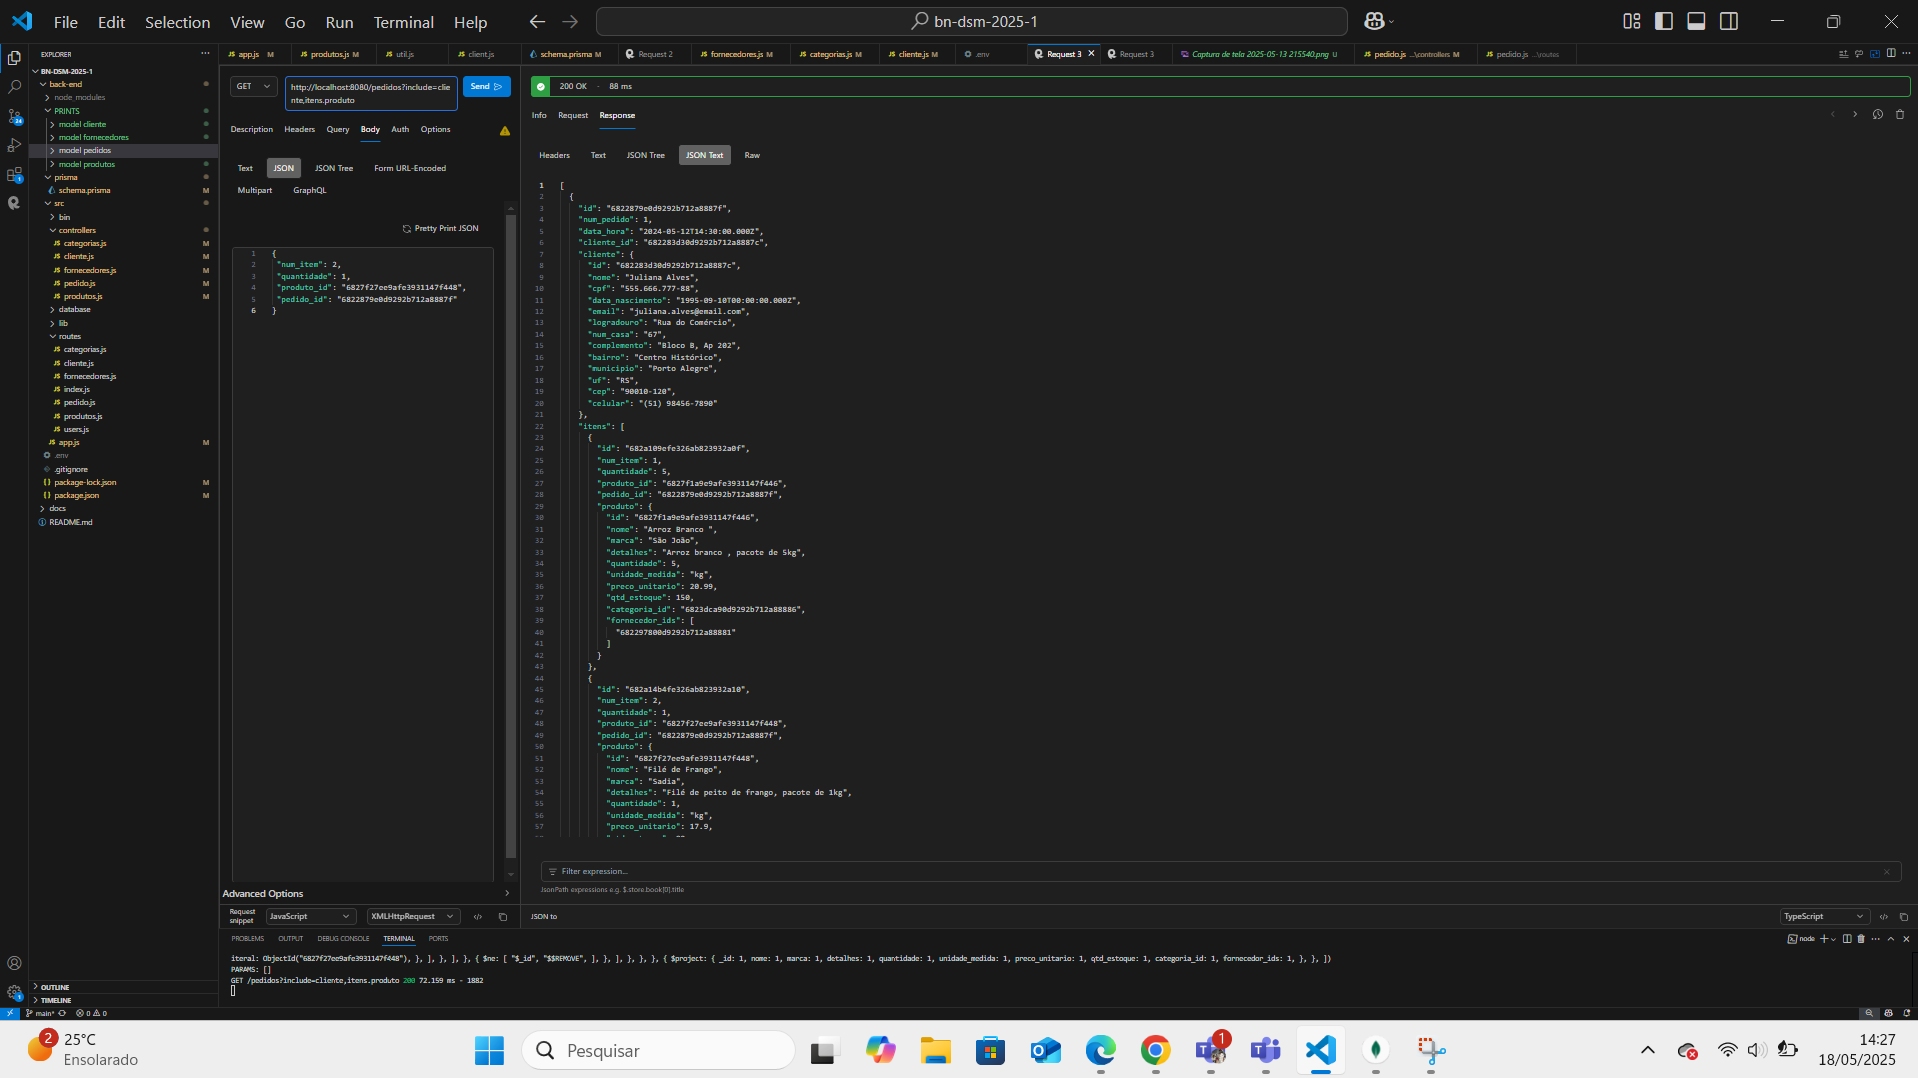 File Edit Selection View Go Run Terminal Help
bn-dsm-2025-1
EXPLORER
BN-DSM-2025-1
back-end
node_modules
PRINTS
model cliente
model fornecedores
model pedidos
model produtos
prisma
schema.prisma M
src
bin
controllers
categorias.js M
cliente.js M
fornecedores.js M
pedido.js M
produtos.js M
database
lib
routes
categorias.js
cliente.js
fornecedores.js
index.js
pedido.js
produtos.js
users.js
app.js M
.env
.gitignore
package-lock.json M
package.json M
docs
README.md
OUTLINE
TIMELINE
app.js M produtos.js M util.js client.js schema.prisma M Request 2 fornecedores.js M categorias.js M cliente.js M .env Request 3 Request 3 Captura de tela 2025-05-13 215540.png U pedido.js ...\controllers M pedido.js ...\routes
GET
http://localhost:8080/pedidos?include=clie
nte,itens.produto
Send
Description Headers Query Body Auth Options
Text JSON JSON Tree Form URL-Encoded
Multipart GraphQL
Pretty Print JSON
1 {
2 "num_item": 2,
3 "quantidade": 1,
4 "produto_id": "6827f27ee9afe3931147f448",
5 "pedido_id": "6822879e0d9292b712a8887f"
6 }
Advanced Options
Request snippet JavaScript XMLHttpRequest
200 OK · 88 ms
Info Request Response
Headers Text JSON Tree JSON Text Raw
1 [
2 {
3 "id": "6822879e0d9292b712a8887f",
4 "num_pedido": 1,
5 "data_hora": "2024-05-12T14:30:00.000Z",
6 "cliente_id": "682283d30d9292b712a8887c",
7 "cliente": {
8 "id": "682283d30d9292b712a8887c",
9 "nome": "Juliana Alves",
10 "cpf": "555.666.777-88",
11 "data_nascimento": "1995-09-10T00:00:00.000Z",
12 "email": "juliana.alves@email.com",
13 "logradouro": "Rua do Comércio",
14 "num_casa": "67",
15 "complemento": "Bloco B, Ap 202",
16 "bairro": "Centro Histórico",
17 "municipio": "Porto Alegre",
18 "uf": "RS",
19 "cep": "90010-120",
20 "celular": "(51) 98456-7890"
21 },
22 "itens": [
23 {
24 "id": "682a109efe326ab823932a0f",
25 "num_item": 1,
26 "quantidade": 5,
27 "produto_id": "6827f1a9e9afe3931147f446",
28 "pedido_id": "6822879e0d9292b712a8887f",
29 "produto": {
30 "id": "6827f1a9e9afe3931147f446",
31 "nome": "Arroz Branco ",
32 "marca": "São João",
33 "detalhes": "Arroz branco , pacote de 5kg",
34 "quantidade": 5,
35 "unidade_medida": "kg",
36 "preco_unitario": 20.99,
37 "qtd_estoque": 150,
38 "categoria_id": "6823dca90d9292b712a88886",
39 "fornecedor_ids": [
40 "682297800d9292b712a88881"
41 ]
42 }
43 },
44 {
45 "id": "682a14b4fe326ab823932a10",
46 "num_item": 2,
47 "quantidade": 1,
48 "produto_id": "6827f27ee9afe3931147f448",
49 "pedido_id": "6822879e0d9292b712a8887f",
50 "produto": {
51 "id": "6827f27ee9afe3931147f448",
52 "nome": "Filé de Frango",
53 "marca": "Sadia",
54 "detalhes": "Filé de peito de frango, pacote de 1kg",
55 "quantidade": 1,
56 "unidade_medida": "kg",
57 "preco_unitario": 17.9,
Filter expression...
JsonPath expressions e.g. $.store.book[0].title
JSON to TypeScript
PROBLEMS OUTPUT DEBUG CONSOLE TERMINAL PORTS
node
iteral: ObjectId("6827f27ee9afe3931147f448"), }, ], }, ], }, { $ne: [ "$_id", "$$REMOVE", ], }, ], }, }, }, { $project: { _id: 1, nome: 1, marca: 1, detalhes: 1, quantidade: 1, unidade_medida: 1, preco_unitario: 1, qtd_estoque: 1, categoria_id: 1, fornecedor_ids: 1, }, }, ])
PARAMS: []
GET /pedidos?include=cliente,itens.produto 200 72.159 ms - 1882
main* 0 0
2
25°C
Ensolarado
Pesquisar
1
14:27
18/05/2025